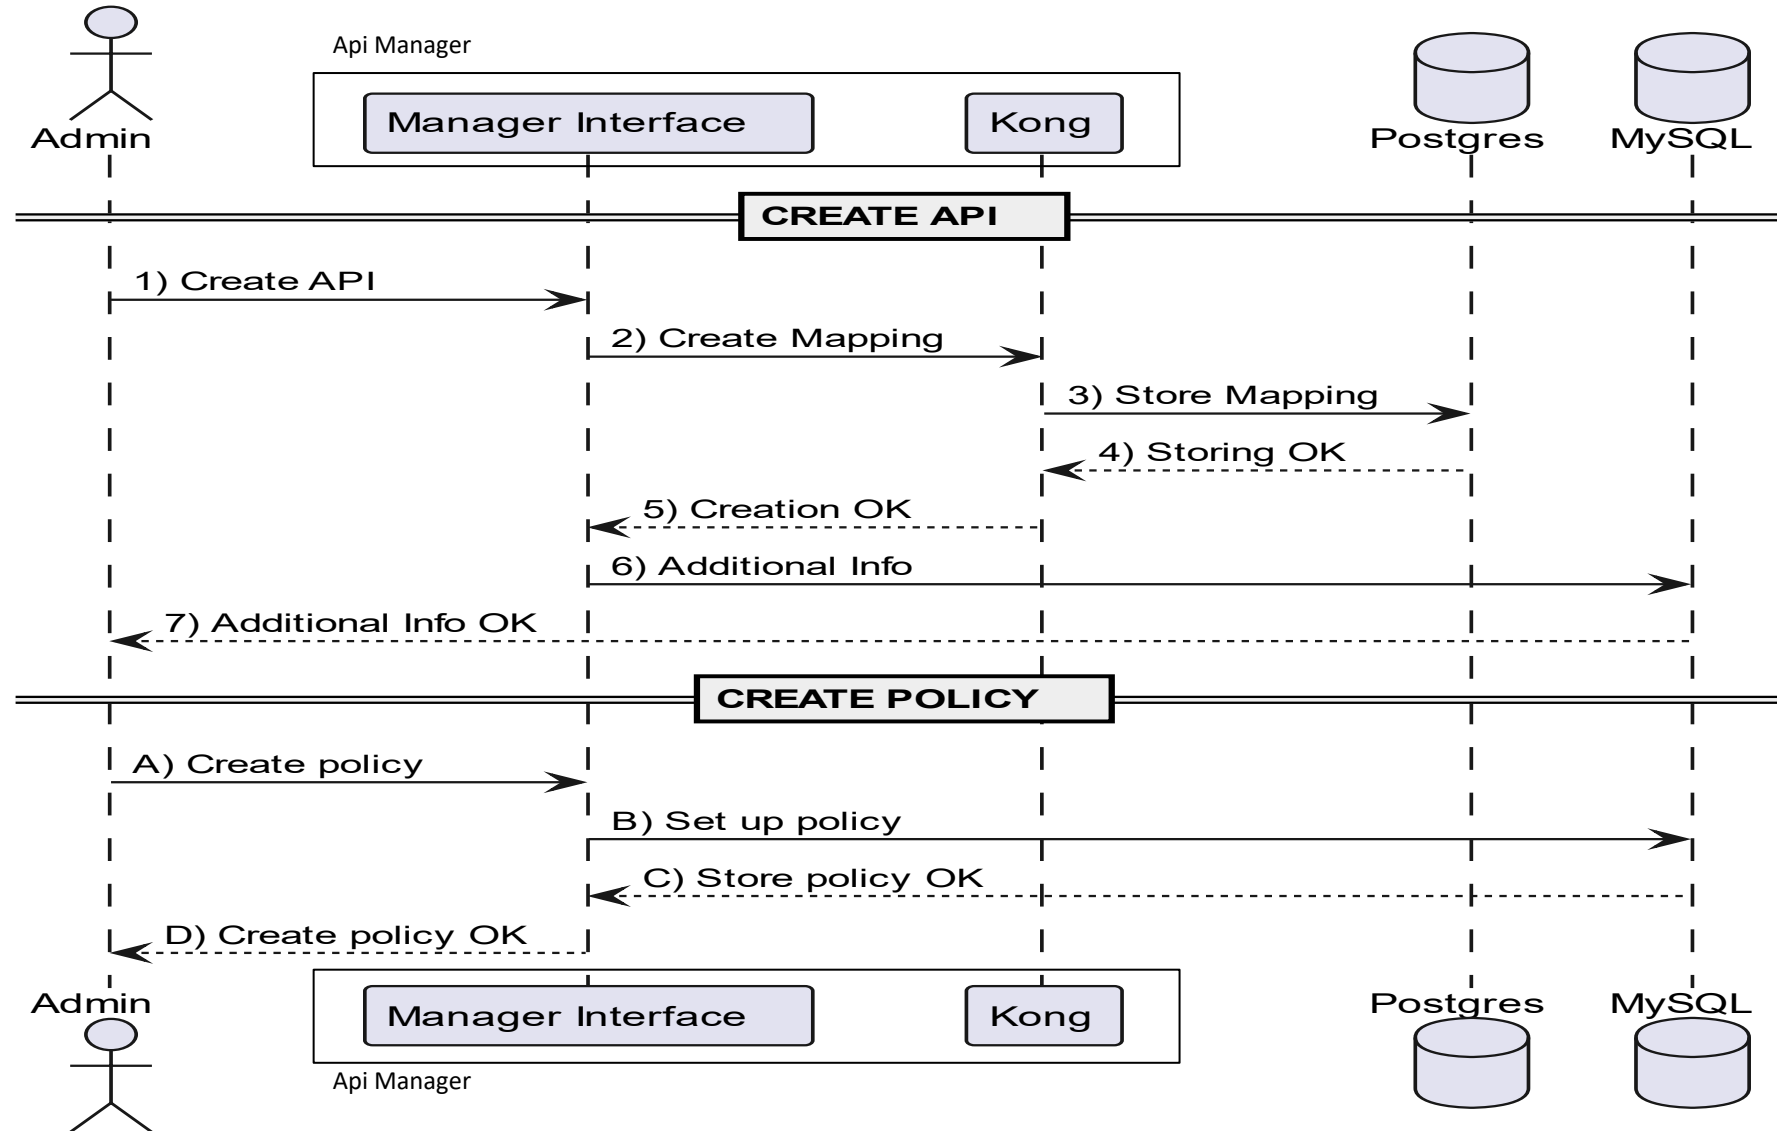 Api Manager
Admin
Manager Interface
Kong
Postgres
MySQL
CREATE API
1) Create API
2) Create Mapping
3) Store Mapping
4) Storing OK
5) Creation OK
6) Additional Info
7) Additional Info OK
CREATE POLICY
A) Create policy
B) Set up policy
C) Store policy OK
D) Create policy OK
Admin
Manager Interface
Kong
Postgres
MySQL
Api Manager